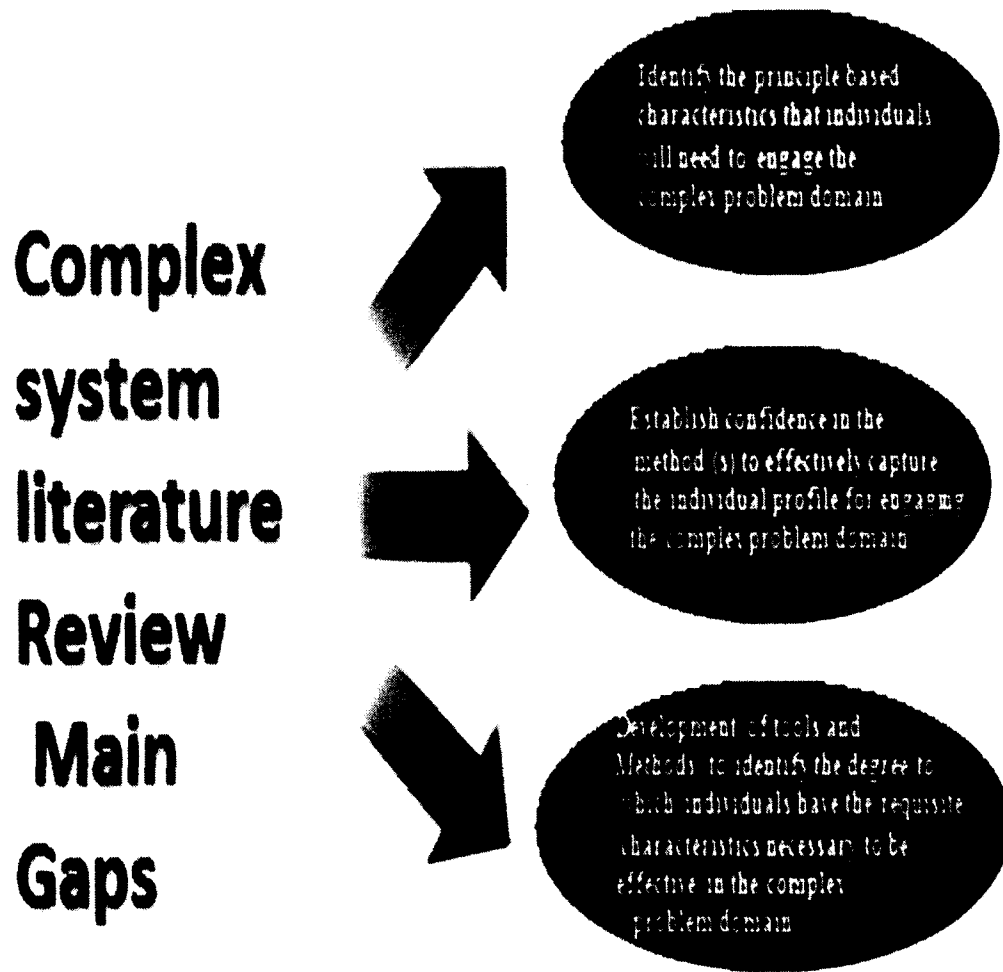 Complex
system
literature
Review
Main
Gaps
Identify the principle based
characteristics that individuals
will need to engage the
complex problem domain
Establish confidence in the
method (s) to effectively capture
the individual profile for engaging
the complex problem domain
Development of tools and
Methods to identify the degree to
which individuals have the requisite
characteristics necessary to be
effective in the complex
problem domain